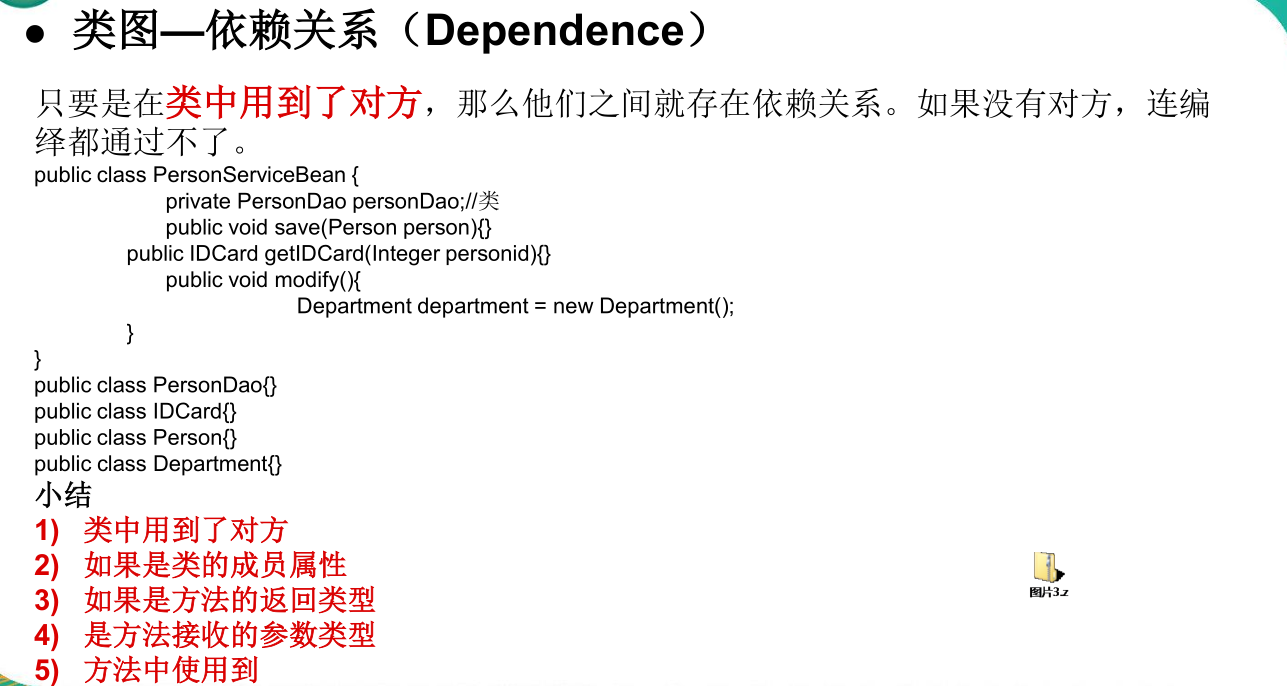 ● 类图—依赖关系（Dependence）
只要是在类中用到了对方，那么他们之间就存在依赖关系。如果没有对方，连编
绎都通过不了。
public class PersonServiceBean {
private PersonDao personDao;//类
public void save(Person person){}
public IDCard getIDCard(Integer personid){}
public void modify(){
Department department = new Department();
}
}
public class PersonDao{}
public class IDCard{}
public class Person{}
public class Department{}
小结
1) 类中用到了对方
2) 如果是类的成员属性
3) 如果是方法的返回类型
4) 是方法接收的参数类型
5) 方法中使用到
图片3.z